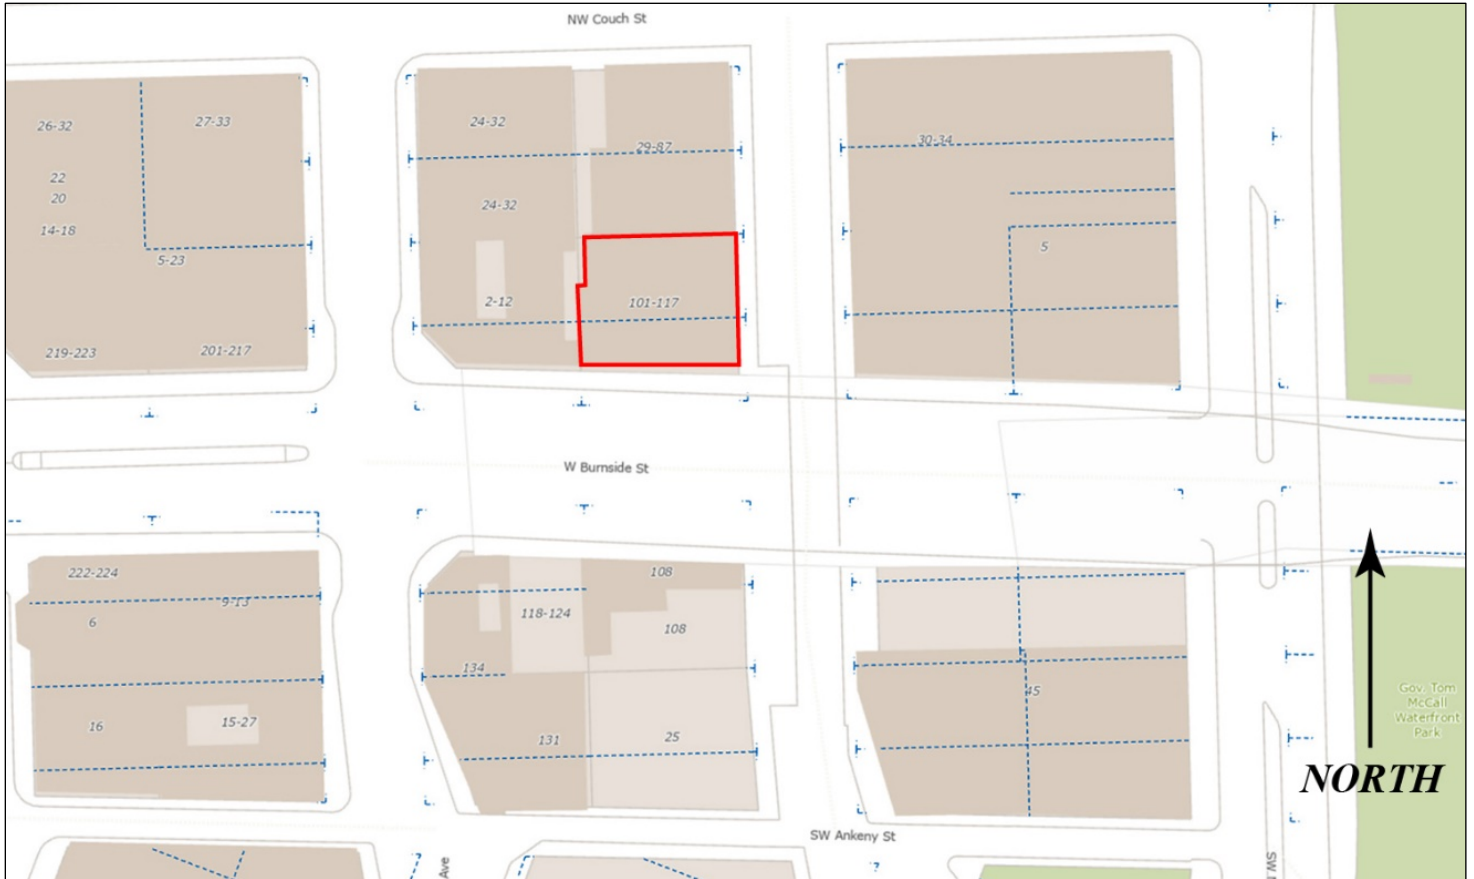 NW Couch St
26-32
27-33
24-32
29-87
30-34
22
20
24-32
14-18
5-23
5
2-12
101-117
219-223
201-217
W Burnside St
222-224
9-13
6
108
118-124
108
134
45
16
15-27
131
25
Gov. Tom
McCall
Waterfront
Park
NORTH
SW Ankeny St
Ave
SW